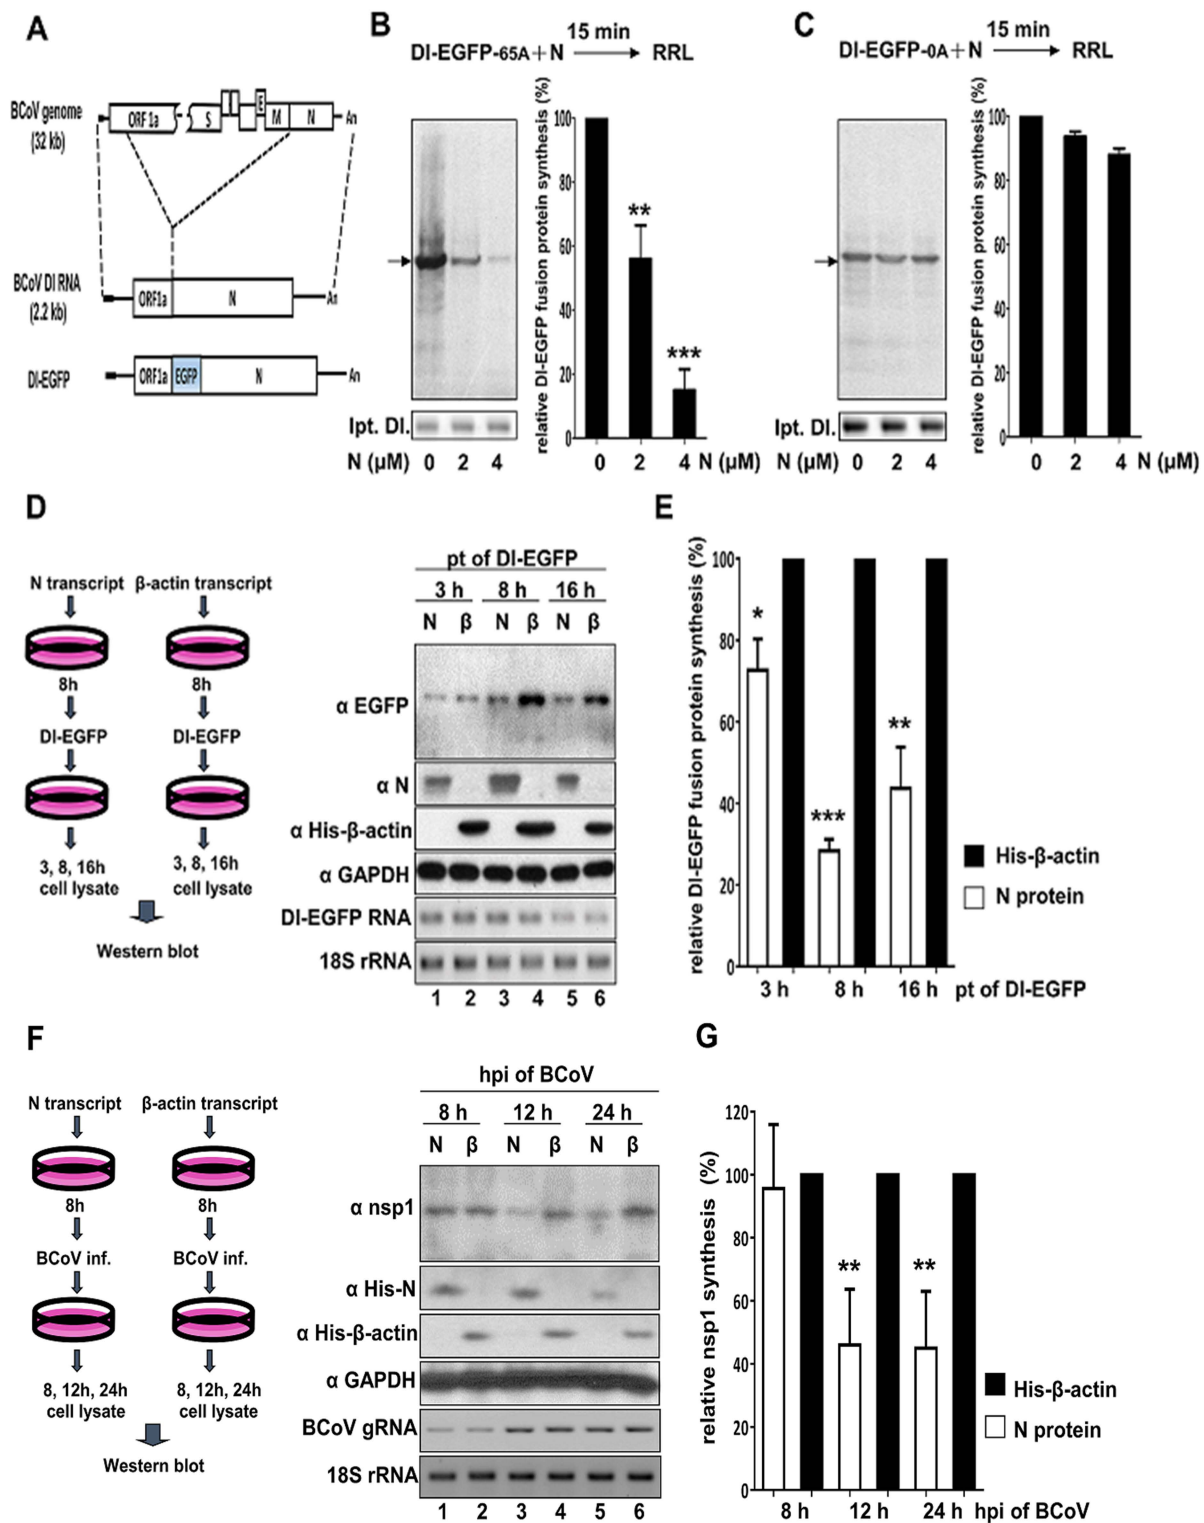 A
BCoV genome
(32 kb)
ORF 1a
S
I
E
M
N
An
BCoV DI RNA
(2.2 kb)
ORF1a
N
An
DI-EGFP
ORF1a
EGFP
N
An
B
DI-EGFP-65A+N
15 min
RRL
Ipt. DI.
N (μM)
0 2 4
relative DI-EGFP fusion protein synthesis (%)
100
80
60
40
20
0
**
***
0 2 4 N (μM)
C
DI-EGFP-0A+N
15 min
RRL
Ipt. DI.
N (μM)
0 2 4
relative DI-EGFP fusion protein synthesis (%)
100
80
60
40
20
0
0 2 4 N (μM)
D
N transcript β-actin transcript
8h 8h
DI-EGFP DI-EGFP
3, 8, 16h 3, 8, 16h
cell lysate cell lysate
Western blot
pt of DI-EGFP
3 h 8 h 16 h
N β N β N β
α EGFP
α N
α His-β-actin
α GAPDH
DI-EGFP RNA
18S rRNA
1 2 3 4 5 6
E
relative DI-EGFP fusion protein synthesis (%)
100
80
60
40
20
0
*
***
**
3 h 8 h 16 h pt of DI-EGFP
His-β-actin
N protein
F
N transcript β-actin transcript
8h 8h
BCoV inf. BCoV inf.
8, 12h, 24h 8, 12h, 24h
cell lysate cell lysate
Western blot
hpi of BCoV
8 h 12 h 24 h
N β N β N β
α nsp1
α His-N
α His-β-actin
α GAPDH
BCoV gRNA
18S rRNA
1 2 3 4 5 6
G
relative nsp1 synthesis (%)
120
100
80
60
40
20
0
**
**
8 h 12 h 24 h hpi of BCoV
His-β-actin
N protein